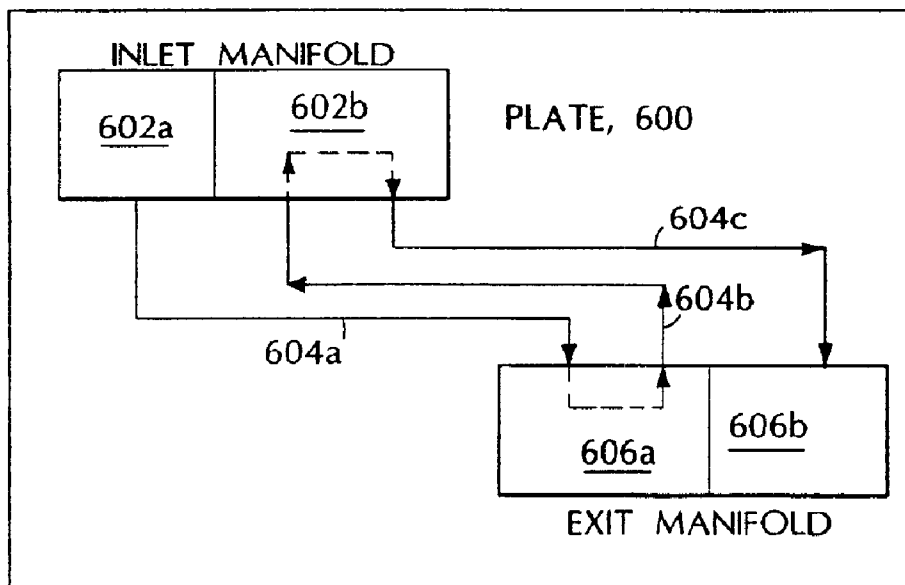 INLET MANIFOLD
602a
602b
PLATE, 600
604c
604b
604a
606a
606b
EXIT MANIFOLD